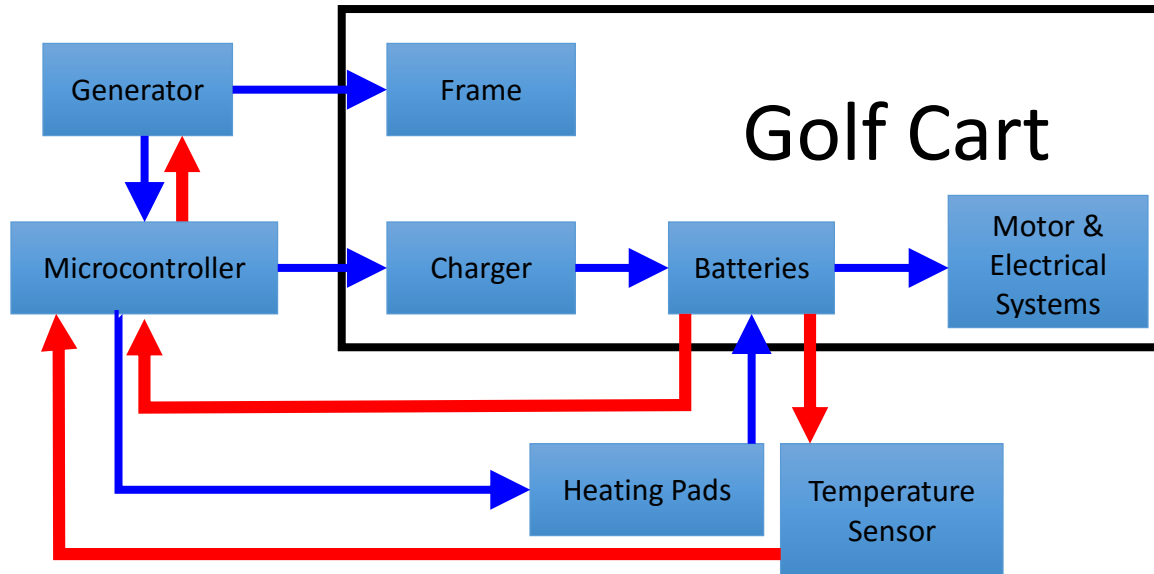 Generator
Frame
Golf Cart
Microcontroller
Charger
Batteries
Motor &
Electrical
Systems
Heating Pads
Temperature
Sensor